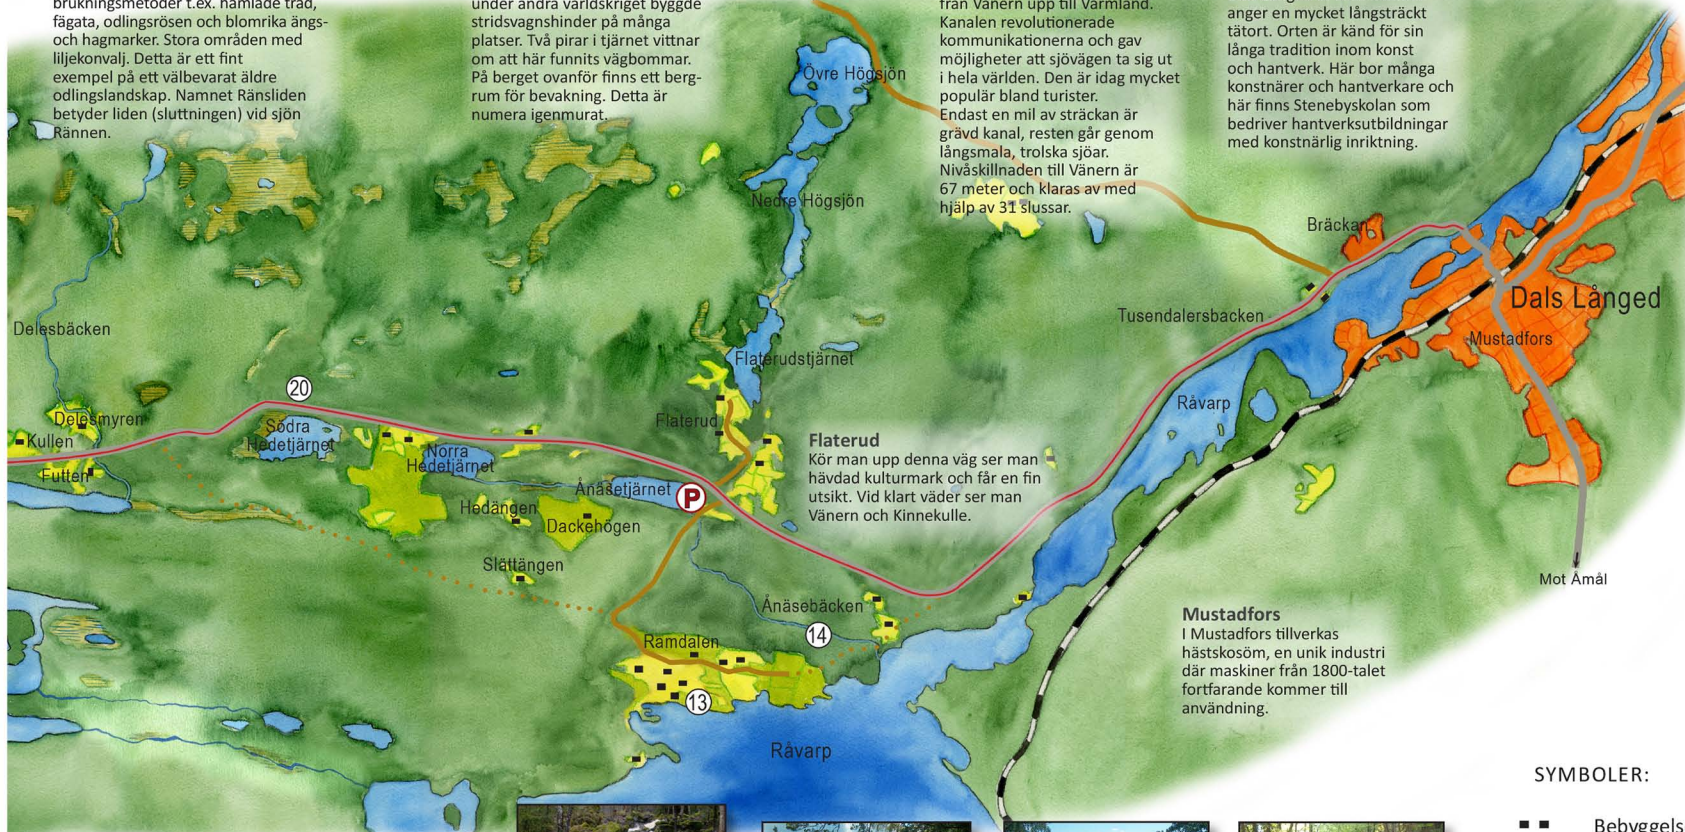 brukningsmetoder t.ex. hamlade träd,
fägata, odlingsrösen och blomrika ängs-
och hagmarker. Stora områden med
liljekonvalj. Detta är ett fint
exempel på ett välbevarat äldre
odlingslandskap. Namnet Ränsliden
betyder liden (sluttningen) vid sjön
Rännen.
under andra världskriget byggde
stridsvagnshinder på många
platser. Två pirar i tjärnet vittnar
om att här funnits vägbommar.
På berget ovanför finns ett berg-
rum för bevakning. Detta är
numera igenmurat.
från Vänern upp till Värmland.
Kanalen revolutionerade
kommunikationerna och gav
möjligheter att sjövägen ta sig ut
i hela världen. Den är idag mycket
populär bland turister.
Endast en mil av sträckan är
grävd kanal, resten går genom
långsmala, trolska sjöar.
Nivåskillnaden till Vänern är
67 meter och klaras av med
hjälp av 31 slussar.
anger en mycket långsträckt
tätort. Orten är känd för sin
långa tradition inom konst
och hantverk. Här bor många
konstnärer och hantverkare och
här finns Stenebyskolan som
bedriver hantverksutbildningar
med konstnärlig inriktning.
Övre Högsjön
Nedre Högsjön
Bräckan
Dals Långed
Tusendalersbacken
Mustadfors
Delesbäcken
Flaterudstjärnet
20
Råvarp
Delesmyren
Södra
Hedetjärnet
Flaterud
Kullen
Norra
Hedetjärnet
Futten
Ånäsetjärnet
P
Hedängen
Dackehögen
Slättängen
Flaterud
Kör man upp denna väg ser man
hävdad kulturmark och får en fin
utsikt. Vid klart väder ser man
Vänern och Kinnekulle.
Mot Åmål
Ånäsebäcken
14
Ramdalen
13
Råvarp
Mustadfors
I Mustadfors tillverkas
hästskosöm, en unik industri
där maskiner från 1800-talet
fortfarande kommer till
användning.
SYMBOLER:
Bebyggels